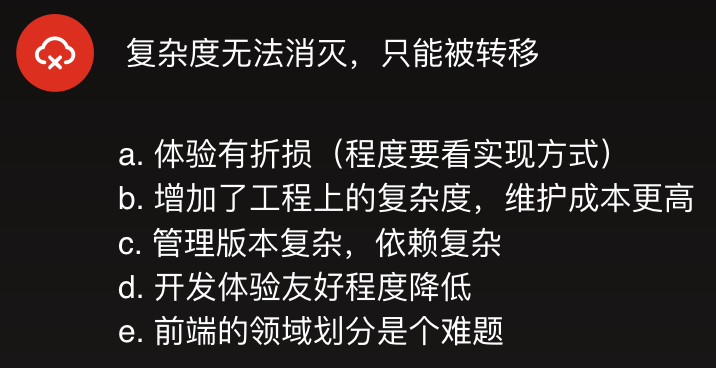 复杂度无法消灭，只能被转移
a. 体验有折损（程度要看实现方式）
b. 增加了工程上的复杂度，维护成本更高
c. 管理版本复杂，依赖复杂
d. 开发体验友好程度降低
e. 前端的领域划分是个难题